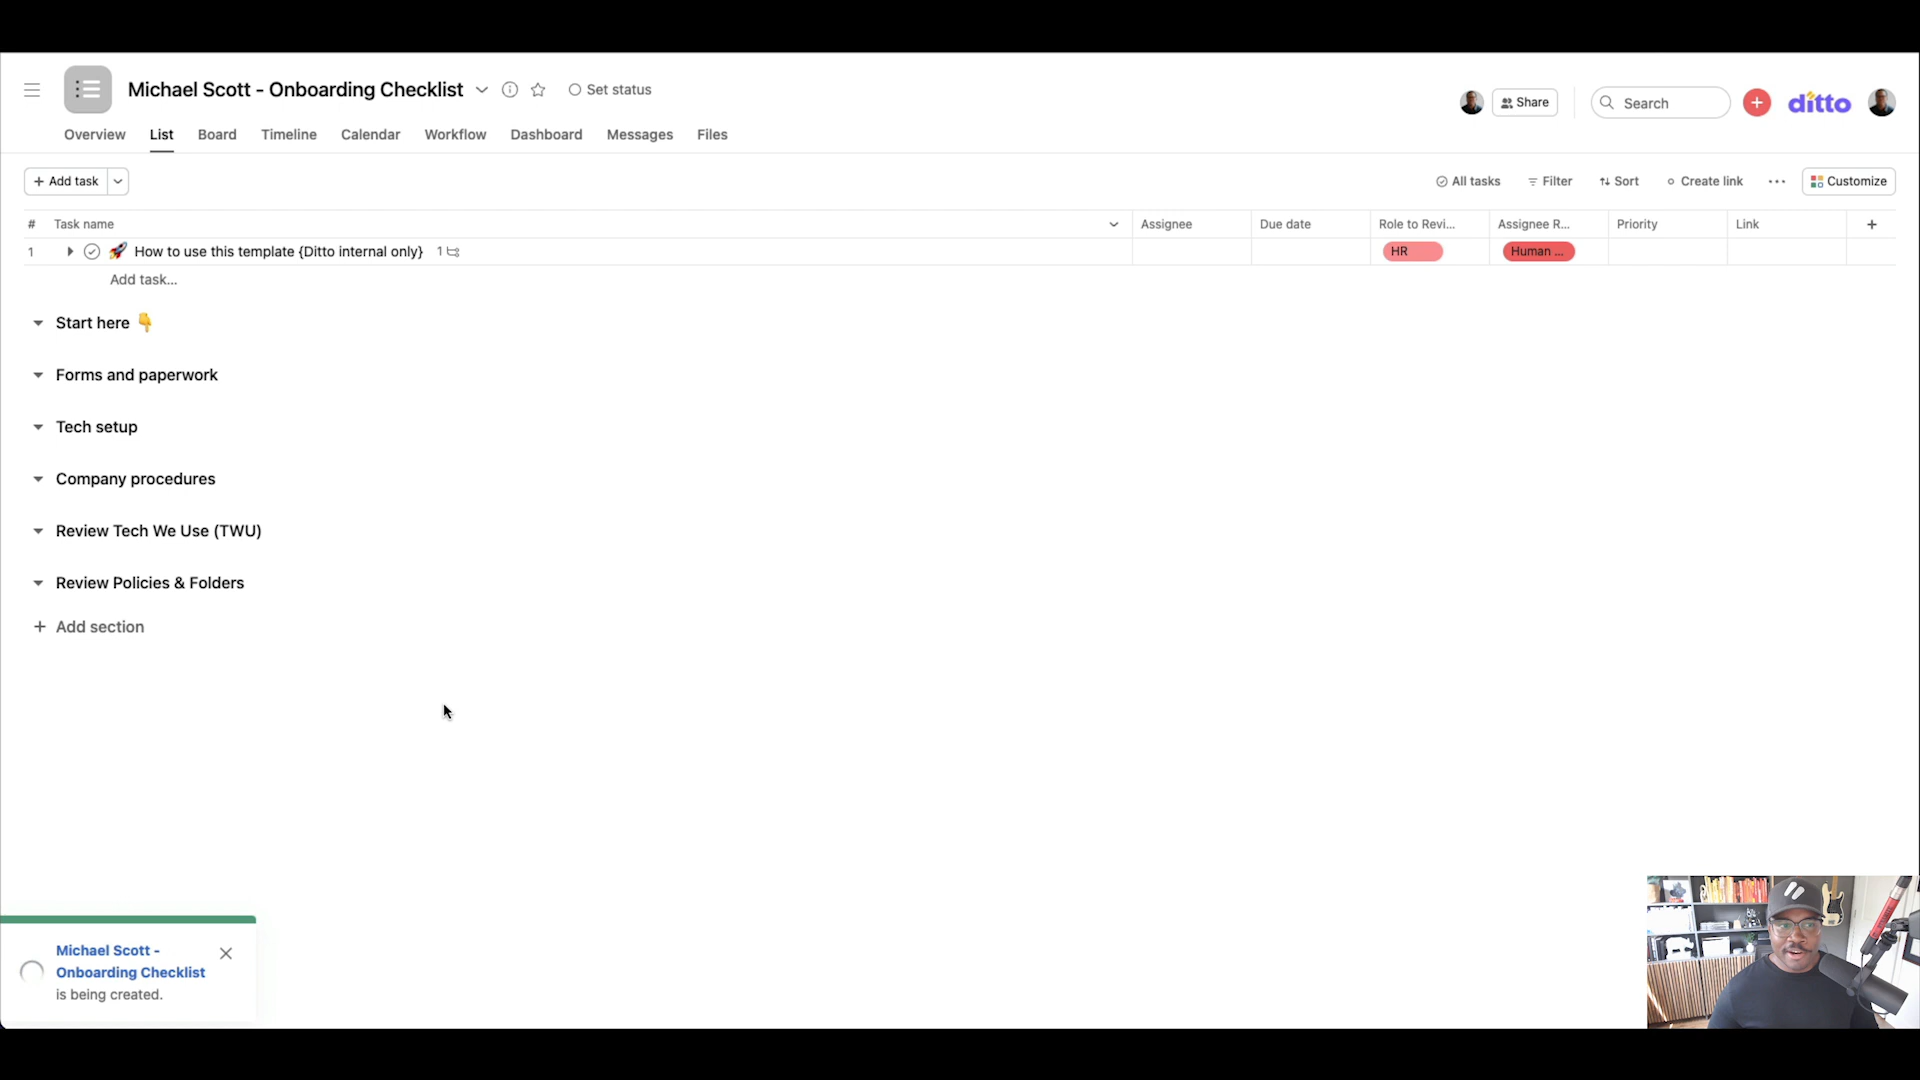 Michael Scott - Onboarding Checklist
Set status
Share
Search
ditto
Overview
List
Board
Timeline
Calendar
Workflow
Dashboard
Messages
Files
+ Add task
All tasks
Filter
Sort
Create link
Customize
#
Task name
Assignee
Due date
Role to Revi...
Assignee R...
Priority
Link
1
How to use this template {Ditto internal only}
1
HR
Human ...
Add task...
Start here
Forms and paperwork
Tech setup
Company procedures
Review Tech We Use (TWU)
Review Policies & Folders
+ Add section
Michael Scott -
Onboarding Checklist
is being created.